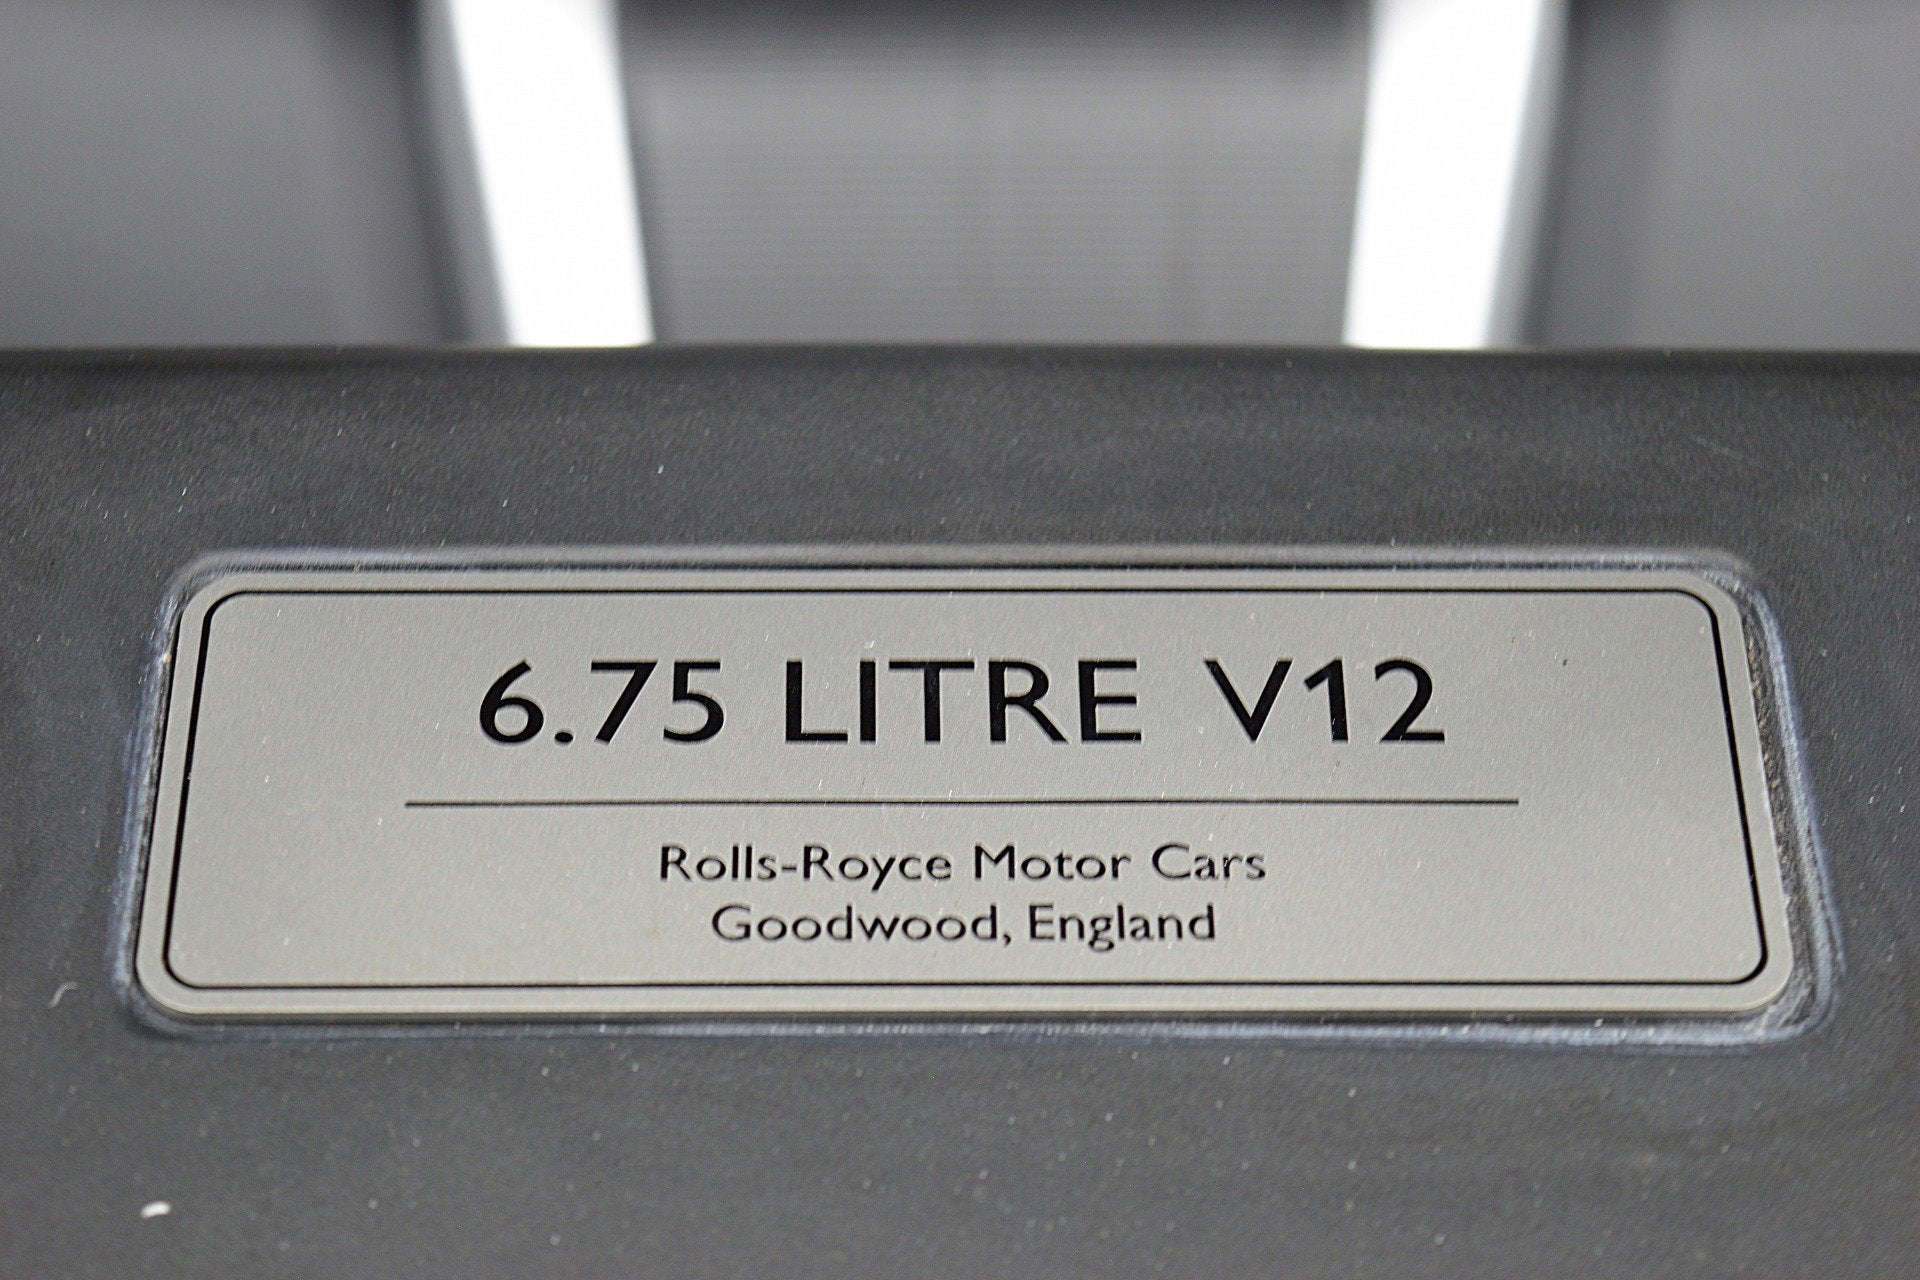 6.75 LITRE V12
Rolls-Royce Motor Cars
Goodwood, England